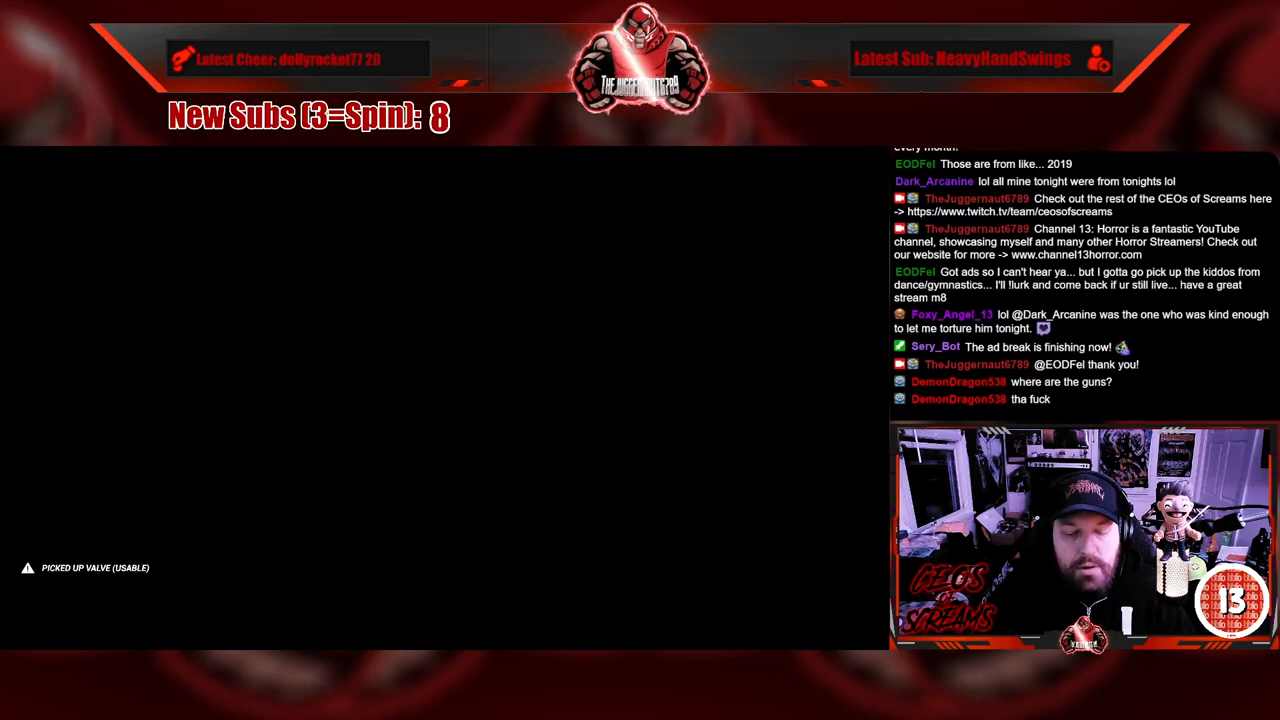 Latest Cheer: dollyrocket77 20
THEJUGGERNAUT6789
Latest Sub: HeavyHandSwings
New Subs (3=Spin): 8
every month!
EODFel Those are from like... 2019
Dark_Arcanine lol all mine tonight were from tonights lol
TheJuggernaut6789 Check out the rest of the CEOs of Screams here
-> https://www.twitch.tv/team/ceosofscreams
TheJuggernaut6789 Channel 13: Horror is a fantastic YouTube
channel, showcasing myself and many other Horror Streamers! Check out
our website for more -> www.channel13horror.com
EODFel Got ads so I can't hear ya... but I gotta go pick up the kiddos from
dance/gymnastics... I'll !lurk and come back if ur still live... have a great
stream m8
Foxy_Angel_13 lol @Dark_Arcanine was the one who was kind enough
to let me torture him tonight.
Sery_Bot The ad break is finishing now!
TheJuggernaut6789 @EODFel thank you!
DemonDragon538 where are the guns?
DemonDragon538 tha fuck
PICKED UP VALVE (USABLE)
CEOS
OF
SCREAMS
13